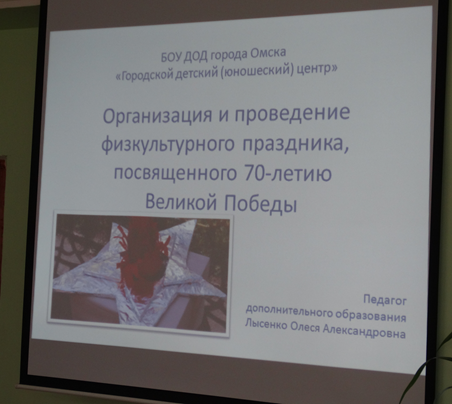 БОУ ДОД города Омска
«Городской детский (юношеский) центр»
Организация и проведение
физкультурного праздника,
посвященного 70-летию
Великой Победы
Педагог
дополнительного образования
Лысенко Олеся Александровна